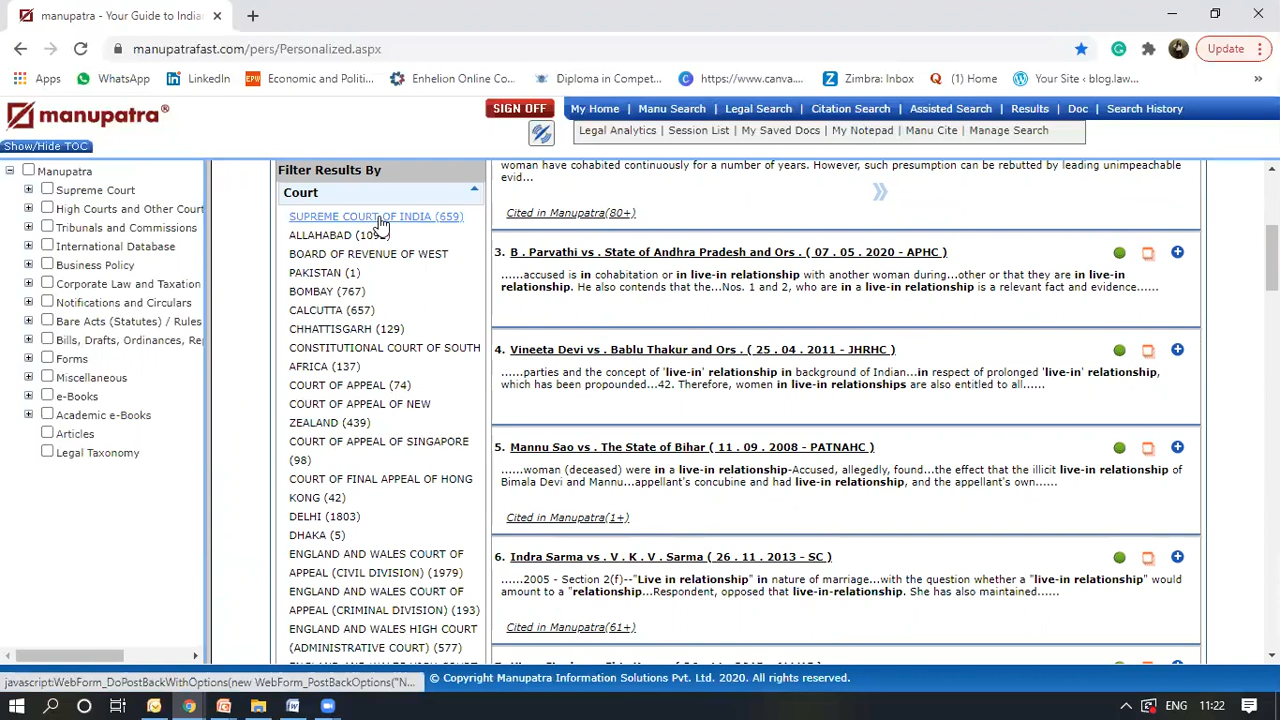 manupatra - Your Guide to India
manupatrafast.com/pers/Personalized.aspx
Update
Apps
WhatsApp
LinkedIn
EPW
Economic and Politi...
Enhelion Online Co...
Diploma in Compet...
https://www.canva....
Zimbra: Inbox
(1) Home
Your Site ‹ blog.law...
»
manupatra®
SIGN OFF
My Home | Manu Search | Legal Search | Citation Search | Assisted Search | Results | Doc | Search History
Legal Analytics | Session List | My Saved Docs | My Notepad | Manu Cite | Manage Search
Show/Hide TOC
Manupatra
Supreme Court
High Courts and Other Court
Tribunals and Commissions
International Database
Business Policy
Corporate Law and Taxation
Notifications and Circulars
Bare Acts (Statutes) / Rules
Bills, Drafts, Ordinances, Re
Forms
Miscellaneous
e-Books
Academic e-Books
Articles
Legal Taxonomy
Filter Results By
Court
SUPREME COURT OF INDIA (659)
ALLAHABAD
BOARD OF REVENUE OF WEST
PAKISTAN (1)
BOMBAY (767)
CALCUTTA (657)
CHHATTISGARH (129)
CONSTITUTIONAL COURT OF SOUTH
AFRICA (137)
COURT OF APPEAL (74)
COURT OF APPEAL OF NEW
ZEALAND (439)
COURT OF APPEAL OF SINGAPORE
(98)
COURT OF FINAL APPEAL OF HONG
KONG (42)
DELHI (1803)
DHAKA (5)
ENGLAND AND WALES COURT OF
APPEAL (CIVIL DIVISION) (1979)
ENGLAND AND WALES COURT OF
APPEAL (CRIMINAL DIVISION) (193)
ENGLAND AND WALES HIGH COURT
(ADMINISTRATIVE COURT) (577)
woman have cohabited continuously for a number of years. However, such presumption can be rebutted by leading unimpeachable
evid...
Cited in Manupatra(80+)
3. B . Parvathi vs . State of Andhra Pradesh and Ors . ( 07 . 05 . 2020 - APHC )
......accused is in cohabitation or in live-in relationship with another woman during...other or that they are in live-in
relationship. He also contends that the...Nos. 1 and 2, who are in a live-in relationship is a relevant fact and evidence......
4. Vineeta Devi vs . Bablu Thakur and Ors . ( 25 . 04 . 2011 - JHRHC )
......parties and the concept of 'live-in' relationship in background of Indian...in respect of prolonged 'live-in' relationship,
which has been propounded...42. Therefore, women in live-in relationships are also entitled to all......
5. Mannu Sao vs . The State of Bihar ( 11 . 09 . 2008 - PATNAHC )
......woman (deceased) were in a live-in relationship-Accused, allegedly, found...the effect that the illicit live-in relationship of
Bimala Devi and Mannu...appellant's concubine and had live-in relationship, and the appellant's own......
Cited in Manupatra(1+)
6. Indra Sarma vs . V . K . V . Sarma ( 26 . 11 . 2013 - SC )
......2005 - Section 2(f)--"Live in relationship" in nature of marriage...with the question whether a "live-in relationship" would
amount to a "relationship...Respondent, opposed that live-in-relationship. She has also maintained......
Cited in Manupatra(61+)
javascript:WebForm_DoPostBackWithOptions(new WebForm_PostBackOptions("N...
© Copyright Manupatra Information Solutions Pvt. Ltd. 2020. All rights reserved.
ENG
11:22